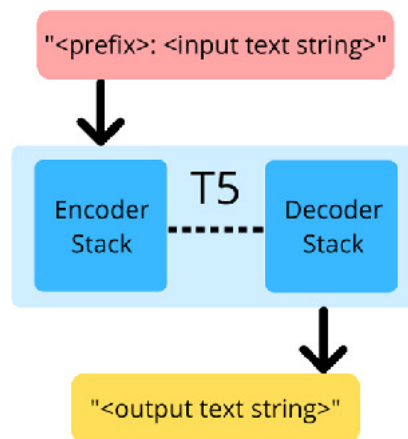 "<prefix>: <input text string>"
T5
Encoder
Stack
Decoder
Stack
"<output text string>"